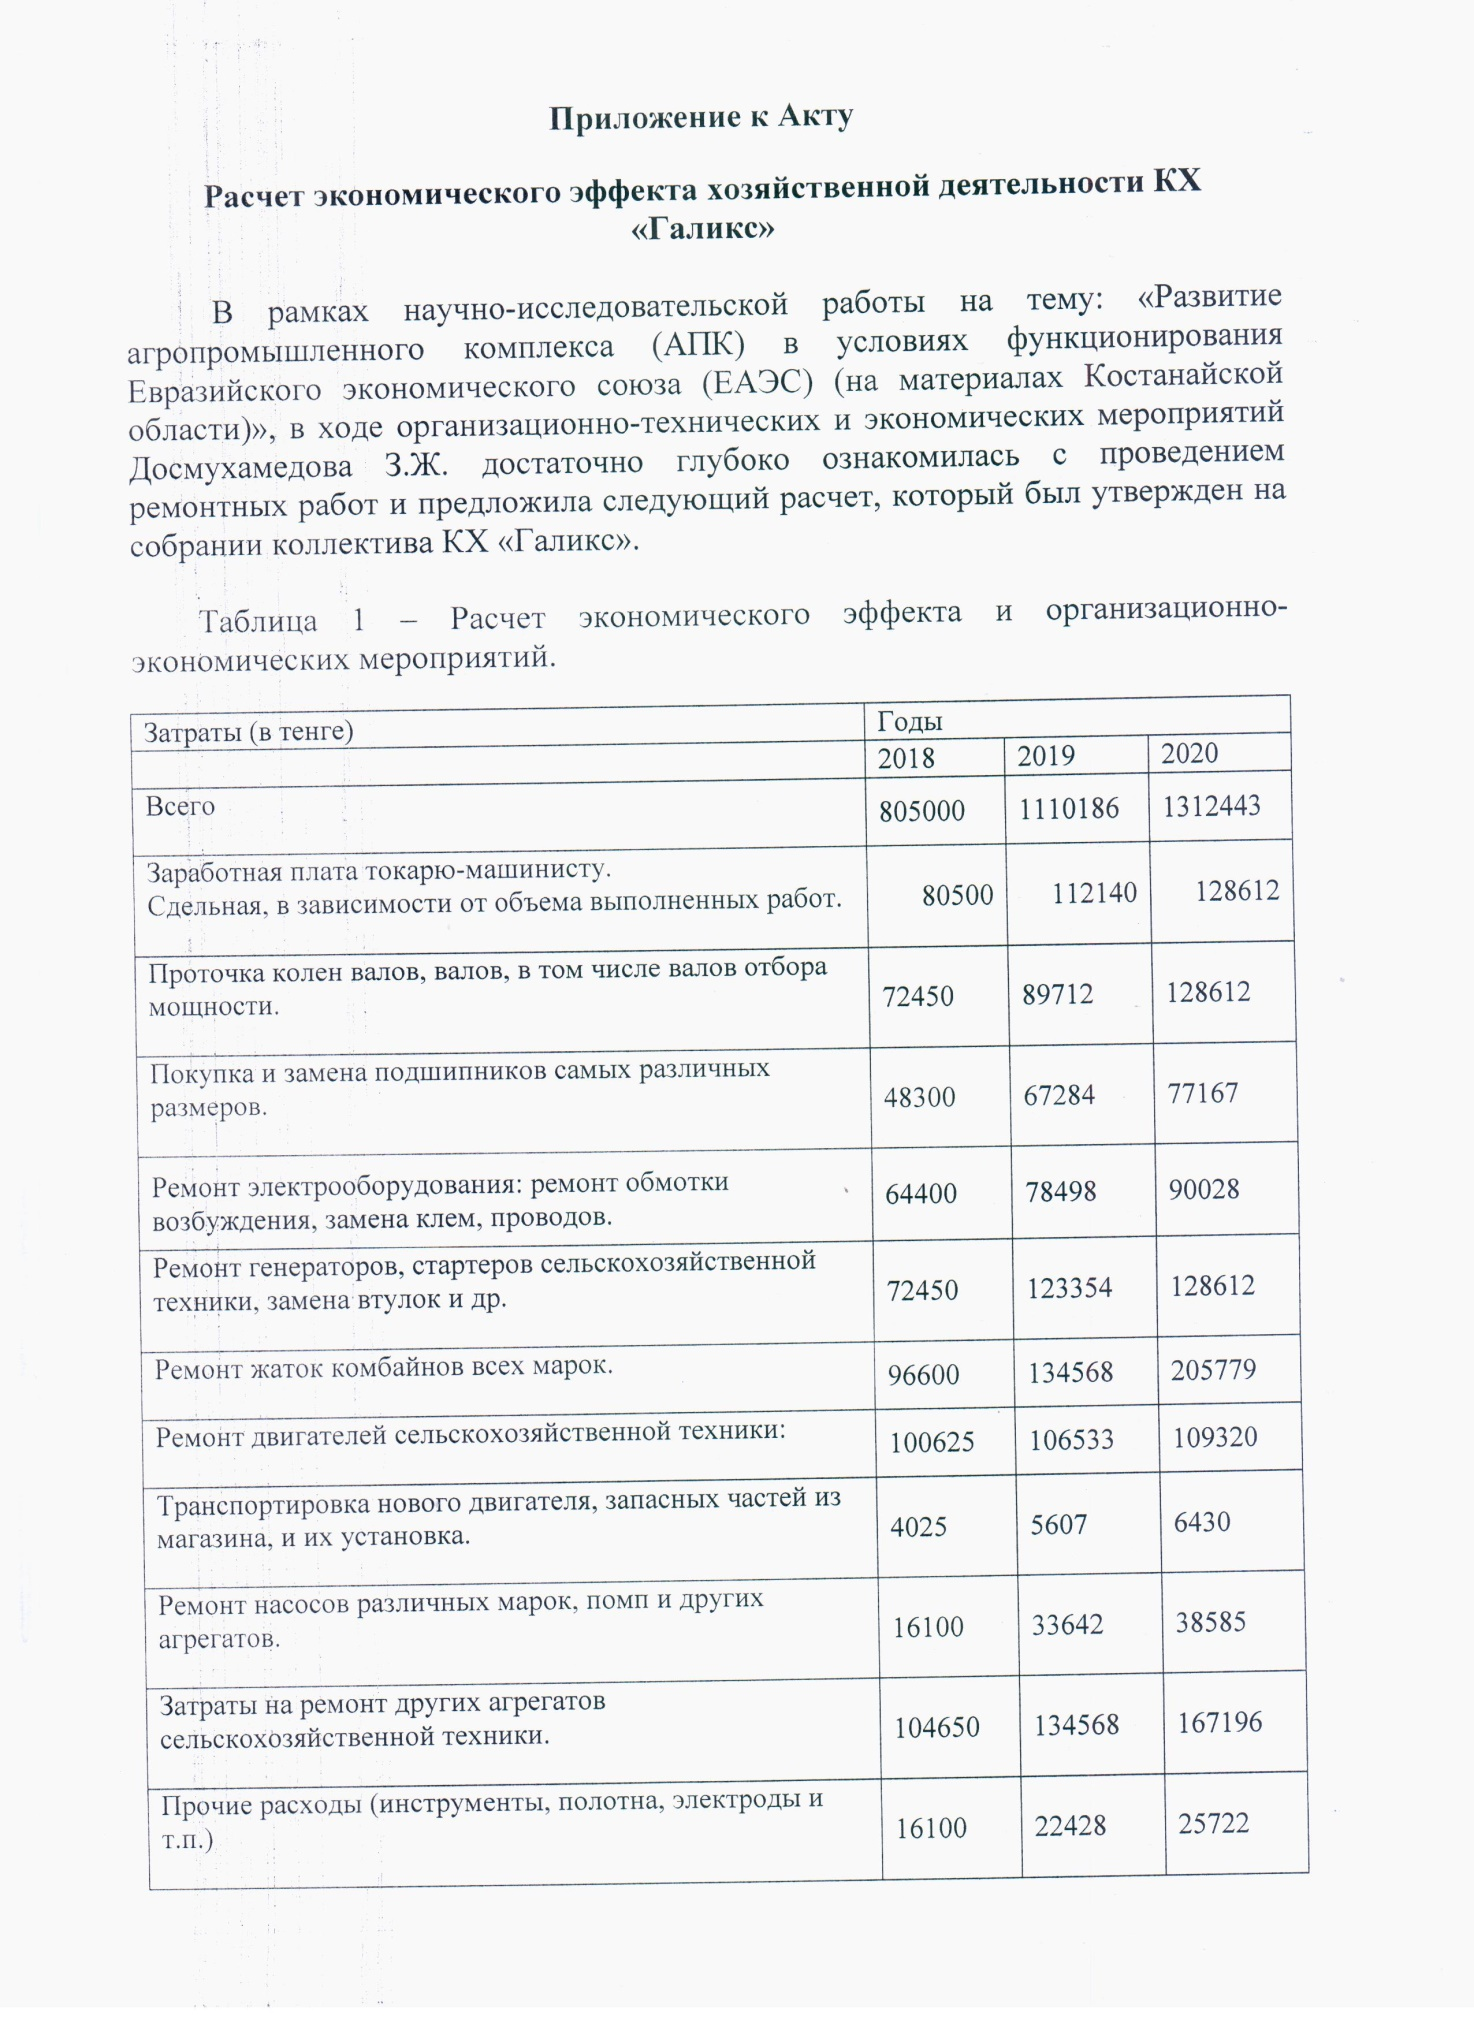 Приложение к Акту
Расчет экономического эффекта хозяйственной деятельности КХ
«Галикс»
В рамках научно-исследовательской работы на тему: «Развитие
агропромышленного комплекса (АПК) в условиях функционирования
Евразийского экономического союза (ЕАЭС) (на материалах Костанайской
области)», в ходе организационно-технических и экономических мероприятий
Досмухамедова З.Ж. достаточно глубоко ознакомилась с проведением
ремонтных работ и предложила следующий расчет, который был утвержден на
собрании коллектива КХ «Галикс».
Таблица 1 – Расчет экономического эффекта и организационно-
экономических мероприятий.
Затраты (в тенге) Годы
2018 2019 2020
Всего 805000 1110186 1312443
Заработная плата токарю-машинисту.
Сдельная, в зависимости от объема выполненных работ. 80500 112140 128612
Проточка колен валов, валов, в том числе валов отбора
мощности. 72450 89712 128612
Покупка и замена подшипников самых различных
размеров. 48300 67284 77167
Ремонт электрооборудования: ремонт обмотки
возбуждения, замена клем, проводов. 64400 78498 90028
Ремонт генераторов, стартеров сельскохозяйственной
техники, замена втулок и др. 72450 123354 128612
Ремонт жаток комбайнов всех марок. 96600 134568 205779
Ремонт двигателей сельскохозяйственной техники: 100625 106533 109320
Транспортировка нового двигателя, запасных частей из
магазина, и их установка. 4025 5607 6430
Ремонт насосов различных марок, помп и других
агрегатов. 16100 33642 38585
Затраты на ремонт других агрегатов
сельскохозяйственной техники. 104650 134568 167196
Прочие расходы (инструменты, полотна, электроды и
т.п.) 16100 22428 25722